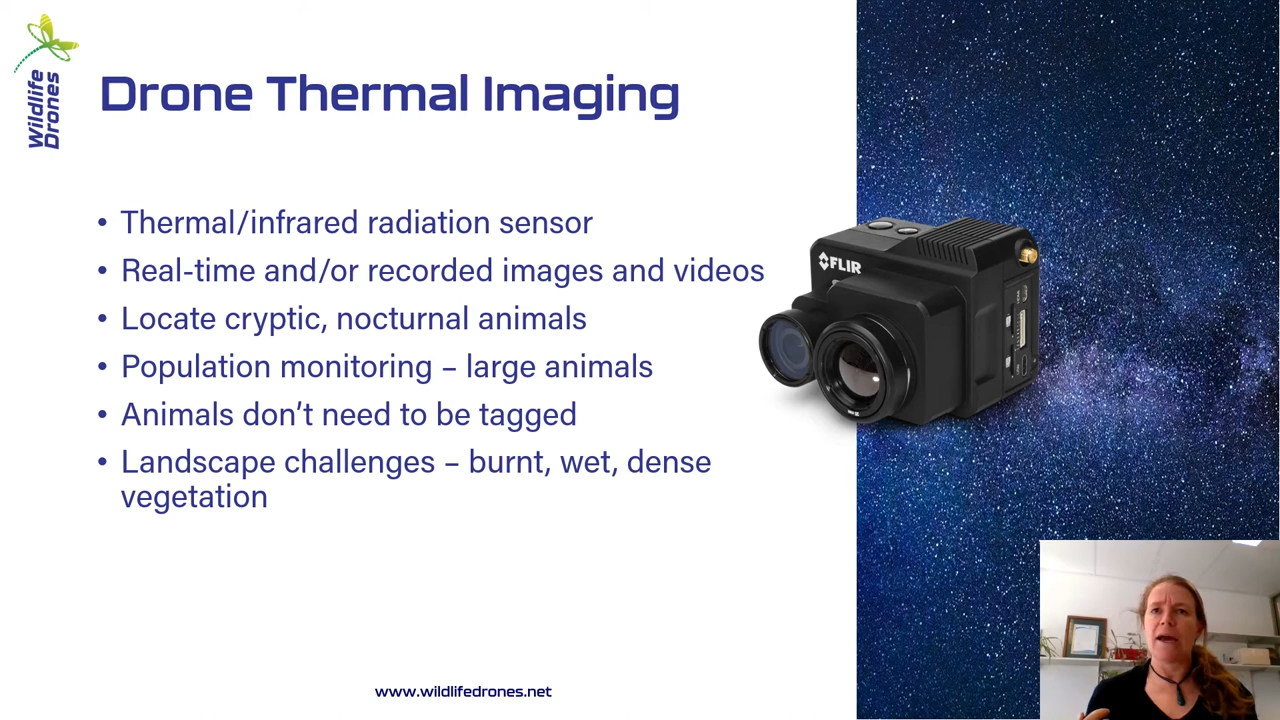 Wildlife
Drones
Drone Thermal Imaging
• Thermal/infrared radiation sensor
• Real-time and/or recorded images and videos
• Locate cryptic, nocturnal animals
• Population monitoring – large animals
• Animals don’t need to be tagged
• Landscape challenges – burnt, wet, dense
vegetation
FLIR
www.wildlifedrones.net